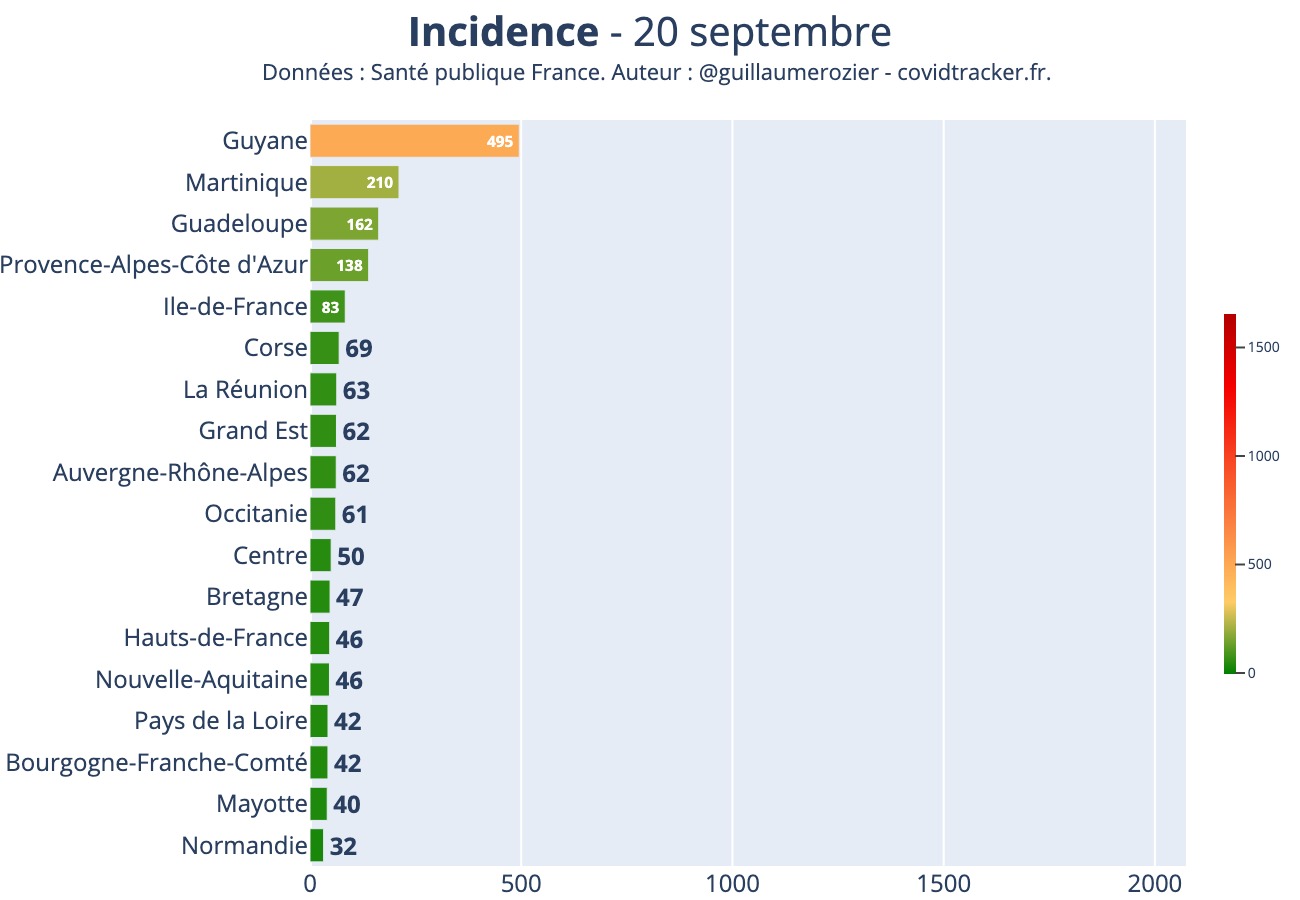 Incidence - 20 septembre
Données : Santé publique France. Auteur : @guillaumerozier - covidtracker.fr.
Guyane 495
Martinique 210
Guadeloupe 162
Provence-Alpes-Côte d'Azur 138
Ile-de-France 83
Corse 69
La Réunion 63
Grand Est 62
Auvergne-Rhône-Alpes 62
Occitanie 61
Centre 50
Bretagne 47
Hauts-de-France 46
Nouvelle-Aquitaine 46
Pays de la Loire 42
Bourgogne-Franche-Comté 42
Mayotte 40
Normandie 32
0 500 1000 1500 2000
1500
1000
500
0